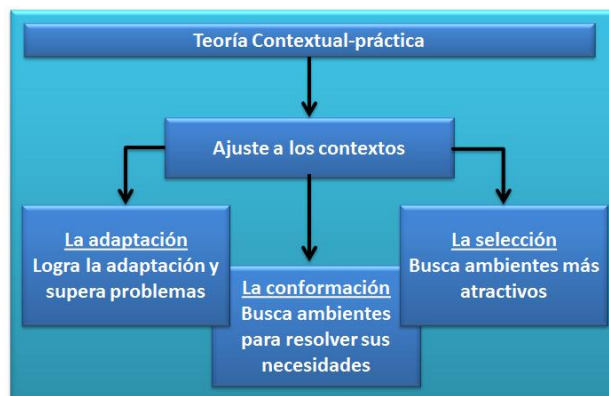 Teoría Contextual-práctica
Ajuste a los contextos
La adaptación
Logra la adaptación y
supera problemas
La conformación
Busca ambientes
para resolver sus
necesidades
La selección
Busca ambientes más
atractivos